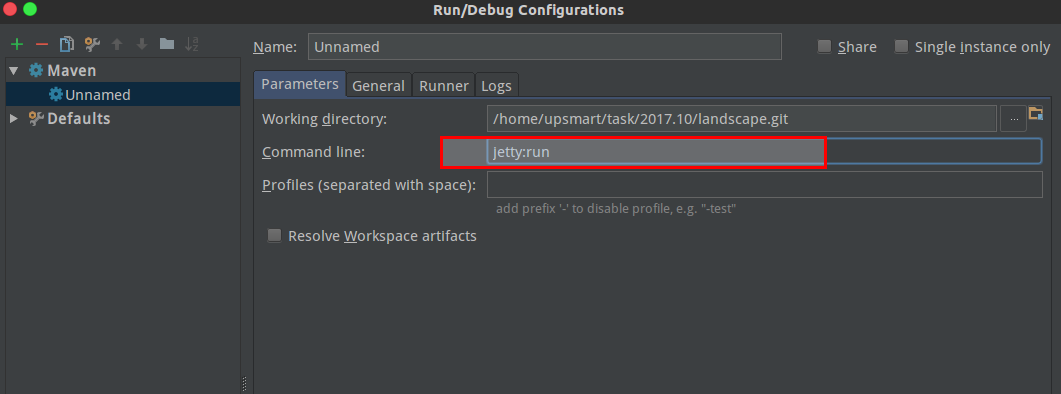 Run/Debug Configurations
Name: Unnamed Share Single Instance only
Maven
Unnamed
Defaults
Parameters General Runner Logs
Working directory: /home/upsmart/task/2017.10/landscape.git ...
Command line: jetty:run
Profiles (separated with space):
add prefix '-' to disable profile, e.g. "-test"
Resolve Workspace artifacts